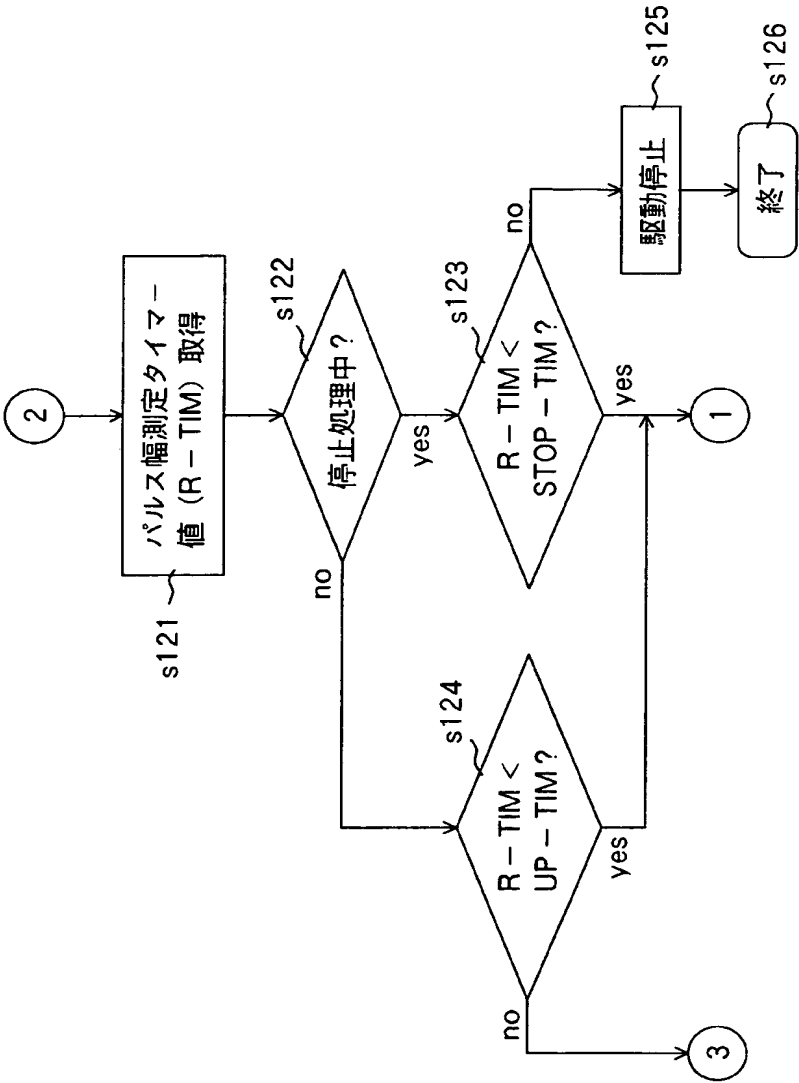 2
パルス幅測定タイマー
値（R－TIM）取得
s121
s122
停止処理中？
no
yes
s123
R－TIM＜
STOP－TIM？
no
yes
s124
R－TIM＜
UP－TIM？
no
yes
s125
駆動停止
s126
終了
1
3